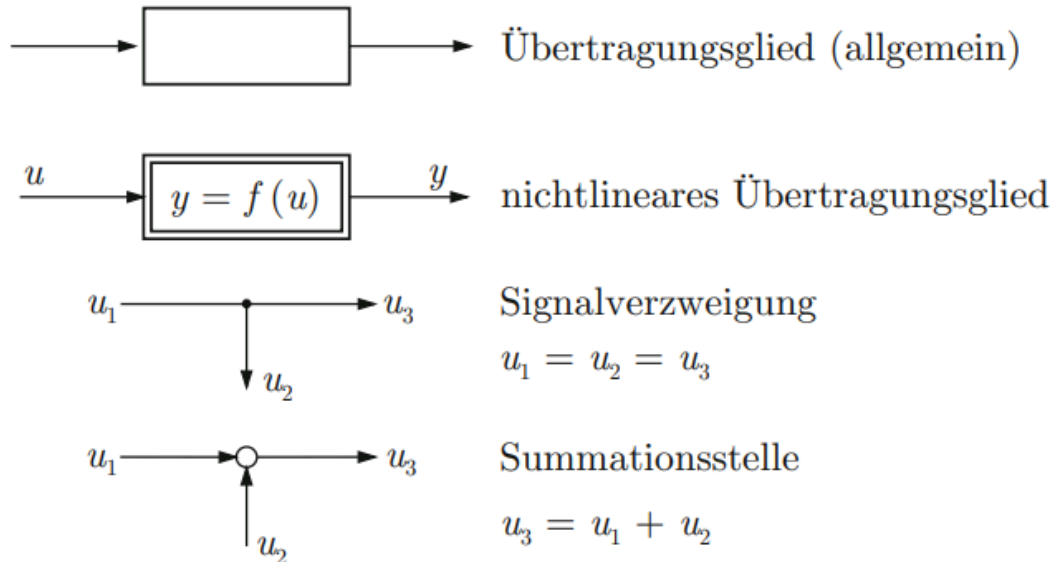 Übertragungsglied (allgemein)
u y = f (u) y nichtlineares Übertragungsglied
u₁ u₃ Signalverzweigung
u₂ u₁ = u₂ = u₃
u₁ u₃ Summationsstelle
u₂ u₃ = u₁ + u₂